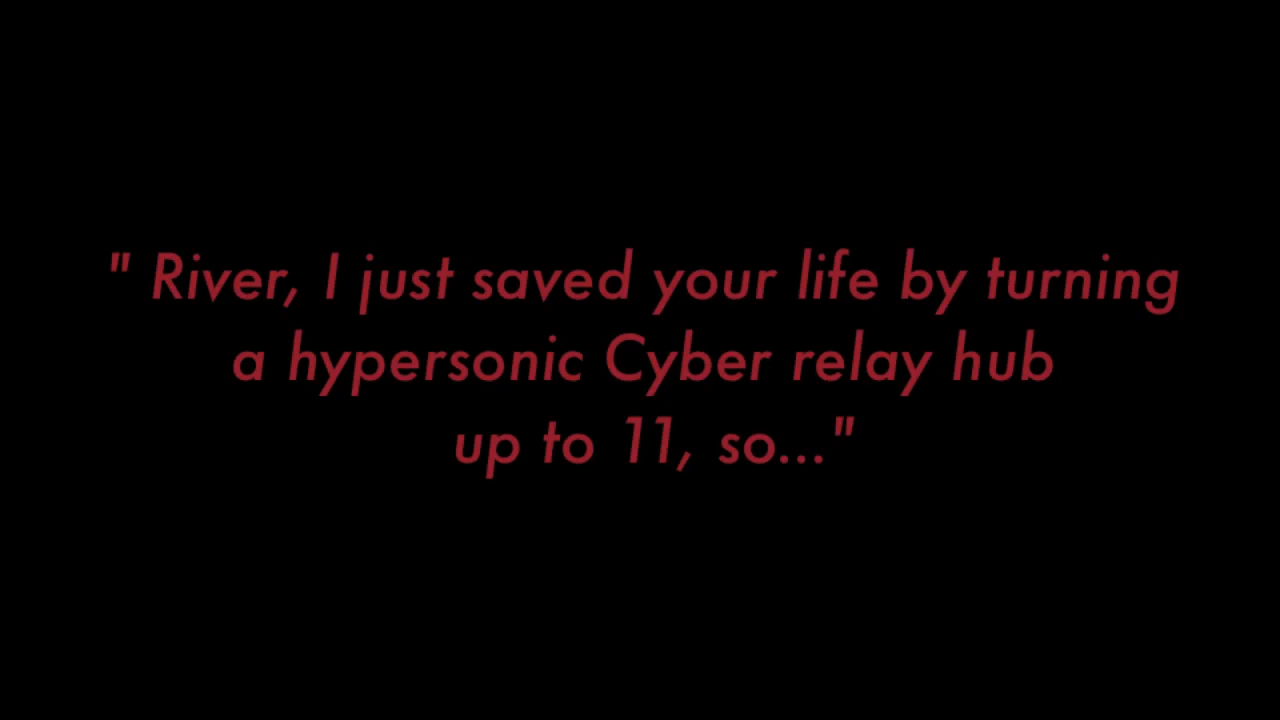 " River, I just saved your life by turning
a hypersonic Cyber relay hub
up to 11, so..."